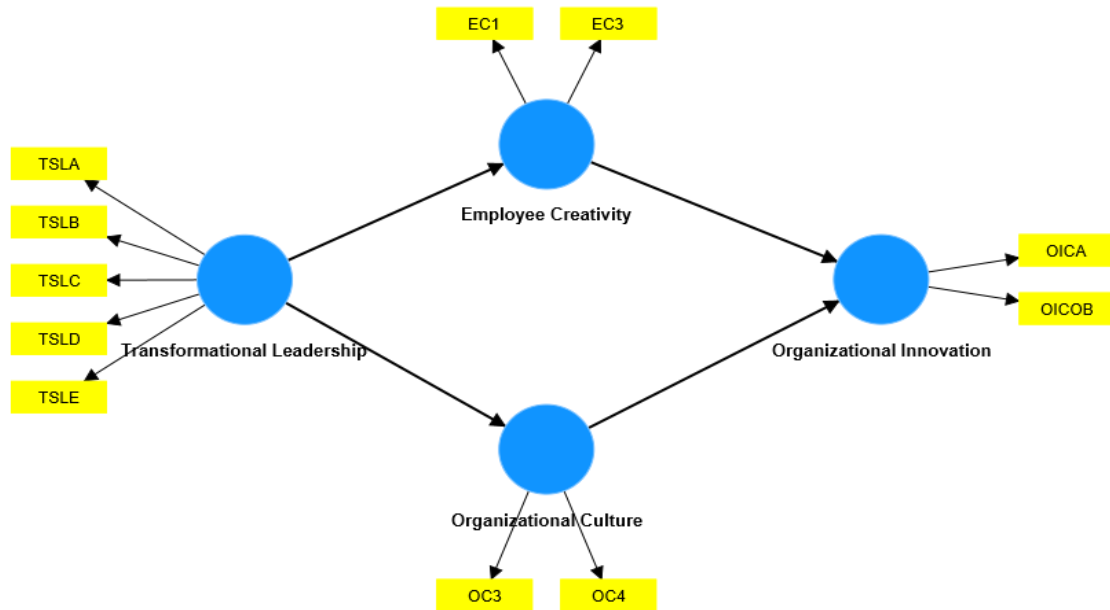 EC1
EC3
TSLA
TSLB
TSLC
TSLD
TSLE
Employee Creativity
Transformational Leadership
OICA
OICOB
Organizational Innovation
Organizational Culture
OC3
OC4